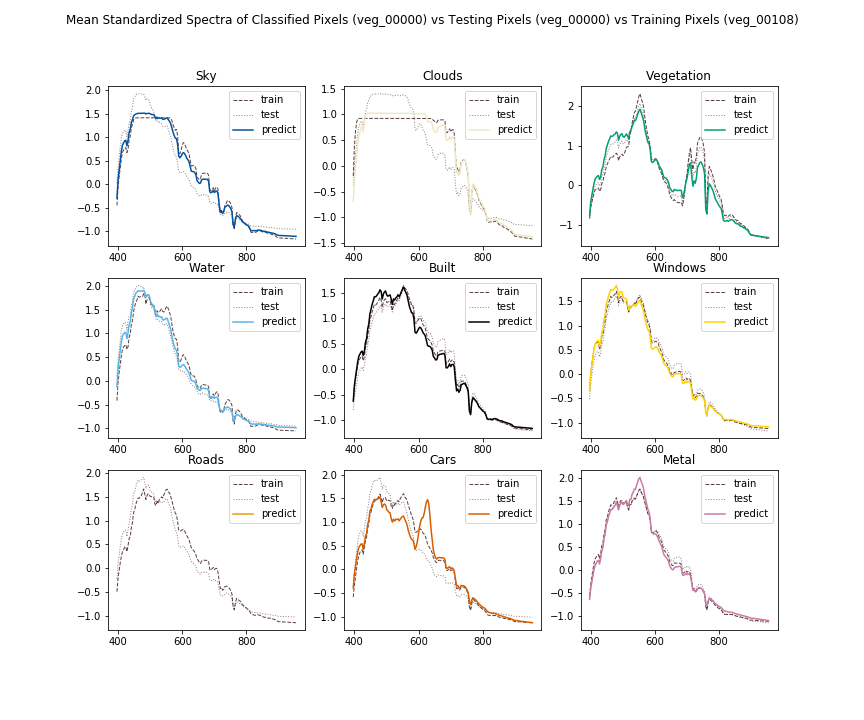 Mean Standardized Spectra of Classified Pixels (veg_00000) vs Testing Pixels (veg_00000) vs Training Pixels (veg_00108)
Sky
2.0
1.5
1.0
0.5
0.0
−0.5
−1.0
400
600
800
train
test
predict
Clouds
1.5
1.0
0.5
0.0
−0.5
−1.0
−1.5
400
600
800
train
test
predict
Vegetation
2
1
0
−1
400
600
800
train
test
predict
Water
2.0
1.5
1.0
0.5
0.0
−0.5
−1.0
400
600
800
train
test
predict
Built
1.5
1.0
0.5
0.0
−0.5
−1.0
400
600
800
train
test
predict
Windows
1.5
1.0
0.5
0.0
−0.5
−1.0
400
600
800
train
test
predict
Roads
2.0
1.5
1.0
0.5
0.0
−0.5
−1.0
400
600
800
train
test
predict
Cars
2.0
1.5
1.0
0.5
0.0
−0.5
−1.0
400
600
800
train
test
predict
Metal
2.0
1.5
1.0
0.5
0.0
−0.5
−1.0
400
600
800
train
test
predict